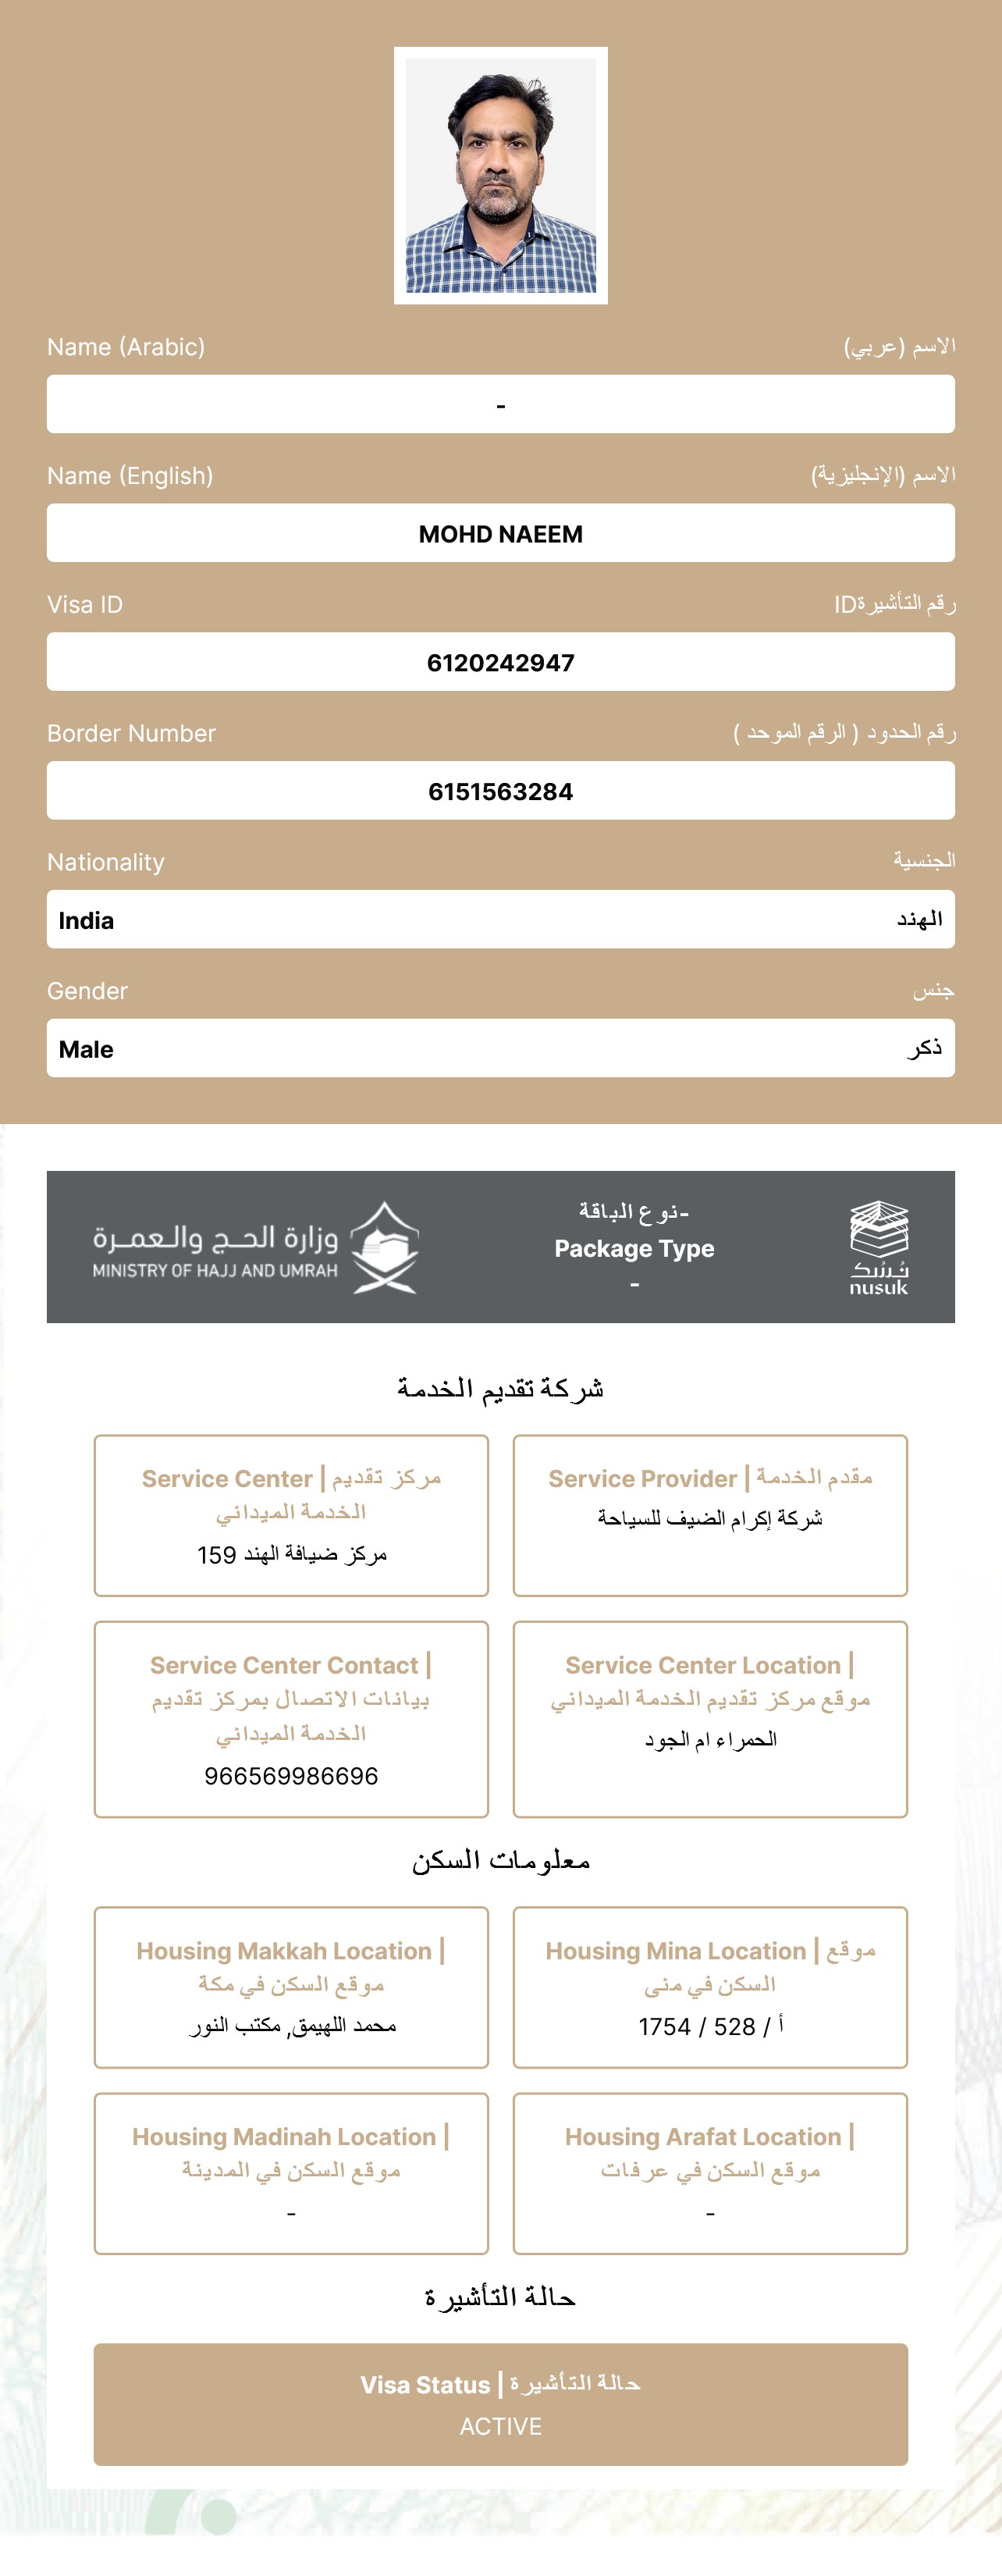 Name (Arabic) الاسم (عربي)
-
Name (English) الاسم (الإنجليزية)
MOHD NAEEM
Visa ID رقم التأشيرةID
6120242947
Border Number رقم الحدود ( الرقم الموحد )
6151563284
Nationality الجنسية
India الهند
Gender جنس
Male ذكر
وزارة الحج والعمرة
MINISTRY OF HAJJ AND UMRAH
-نوع الباقة
Package Type
-
نُسُك
nusuk
شركة تقديم الخدمة
Service Center | مركز تقديم
الخدمة الميداني
مركز ضيافة الهند 159
Service Provider | مقدم الخدمة
شركة إكرام الضيف للسياحة
Service Center Contact |
بيانات الاتصال بمركز تقديم
الخدمة الميداني
966569986696
Service Center Location |
موقع مركز تقديم الخدمة الميداني
الحمراء ام الجود
معلومات السكن
Housing Makkah Location |
موقع السكن في مكة
محمد اللهيمق, مكتب النور
Housing Mina Location | موقع
السكن في منى
أ / 528 / 1754
Housing Madinah Location |
موقع السكن في المدينة
-
Housing Arafat Location |
موقع السكن في عرفات
-
حالة التأشيرة
Visa Status | حالة التأشيرة
ACTIVE